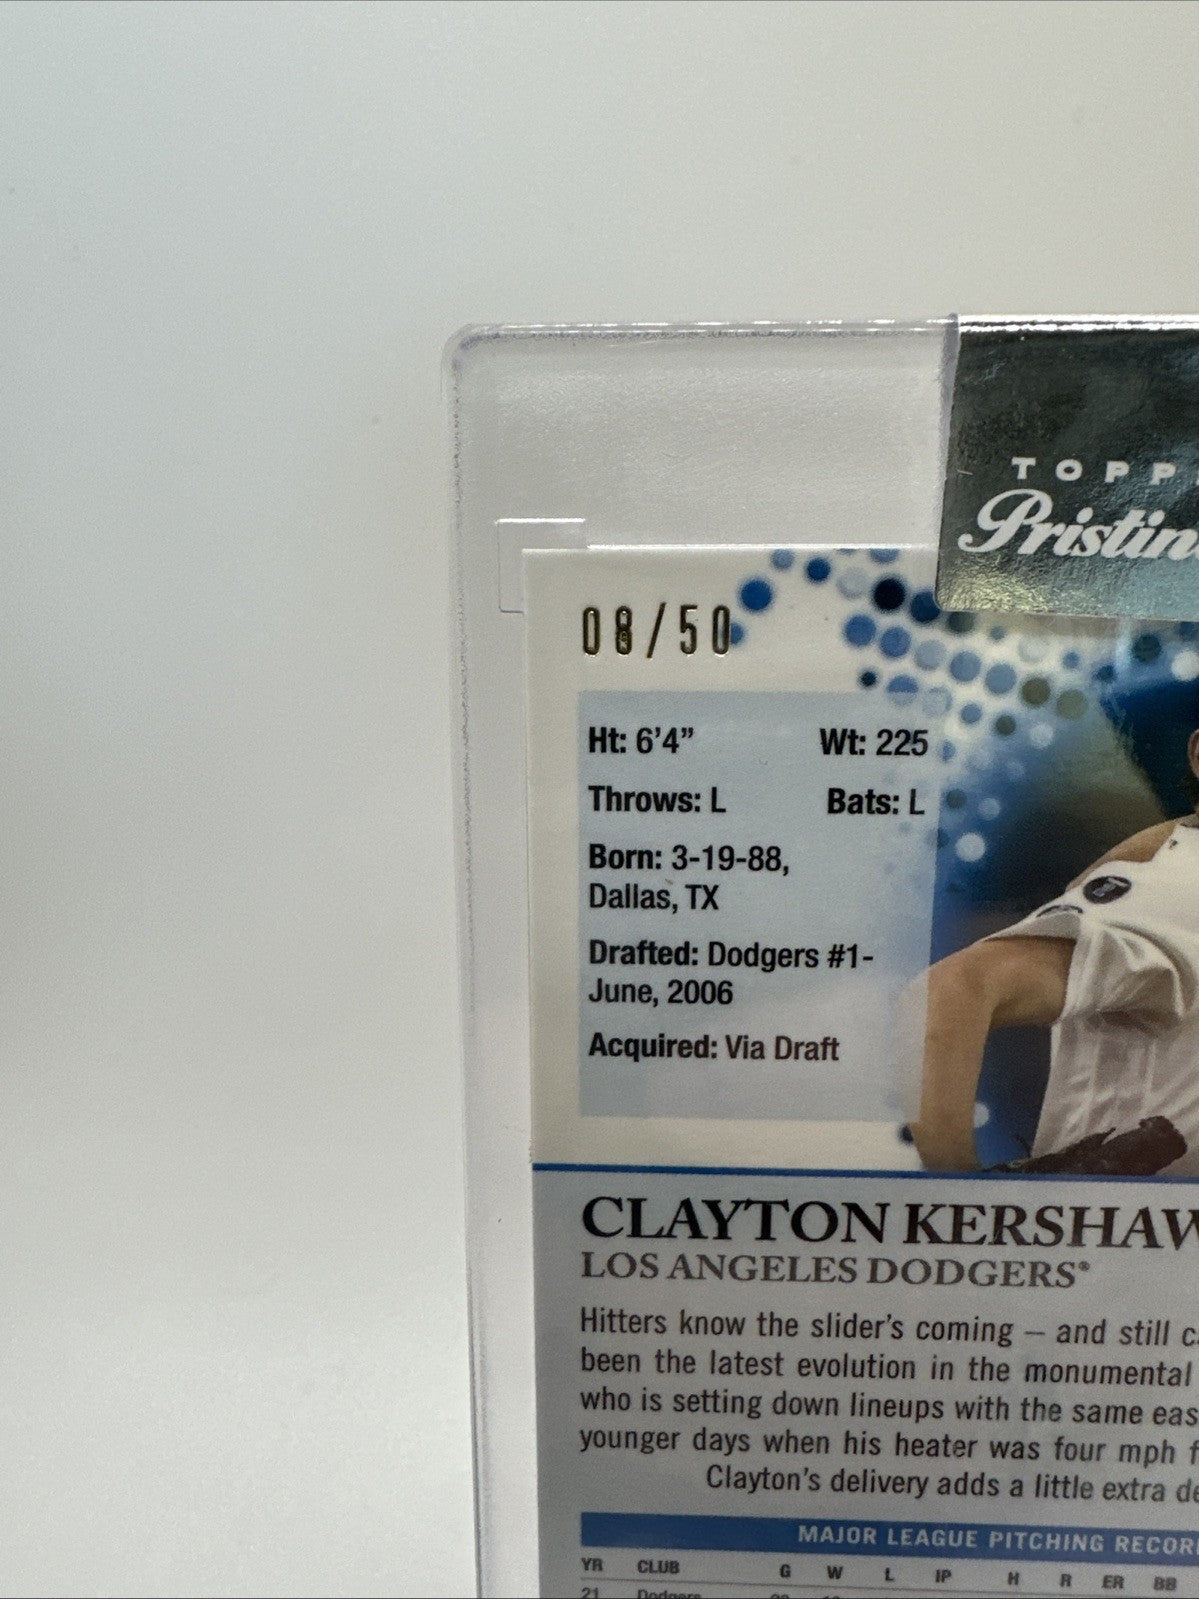 TOPP
Pristin
08/50
Ht: 6'4” Wt: 225
Throws: L Bats: L
Born: 3-19-88,
Dallas, TX
Drafted: Dodgers #1-
June, 2006
Acquired: Via Draft
CLAYTON KERSHAW
LOS ANGELES DODGERS®
Hitters know the slider’s coming – and still c
been the latest evolution in the monumental
who is setting down lineups with the same eas
younger days when his heater was four mph f
Clayton’s delivery adds a little extra de
MAJOR LEAGUE PITCHING RECOR
YR CLUB G W L IP H R ER BB
21 Dodgers